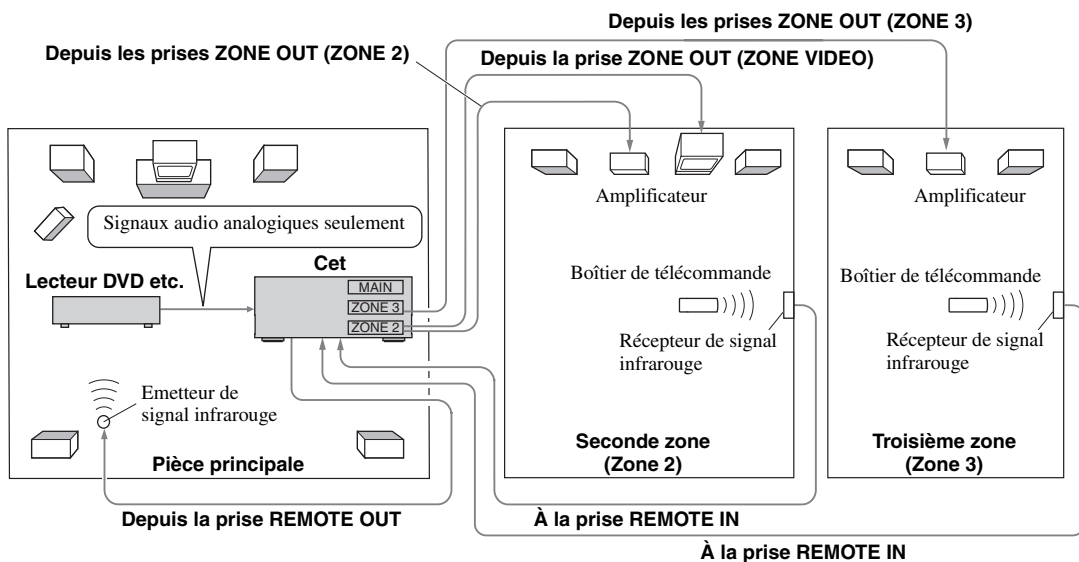 Depuis les prises ZONE OUT (ZONE 3)
Depuis les prises ZONE OUT (ZONE 2)
Depuis la prise ZONE OUT (ZONE VIDEO)
Signaux audio analogiques seulement
Lecteur DVD etc.
Cet
MAIN
ZONE 3
ZONE 2
Emetteur de
signal infrarouge
Pièce principale
Amplificateur
Boîtier de télécommande
Récepteur de signal
infrarouge
Seconde zone
(Zone 2)
Amplificateur
Boîtier de télécommande
Récepteur de signal
infrarouge
Troisième zone
(Zone 3)
Depuis la prise REMOTE OUT
À la prise REMOTE IN
À la prise REMOTE IN